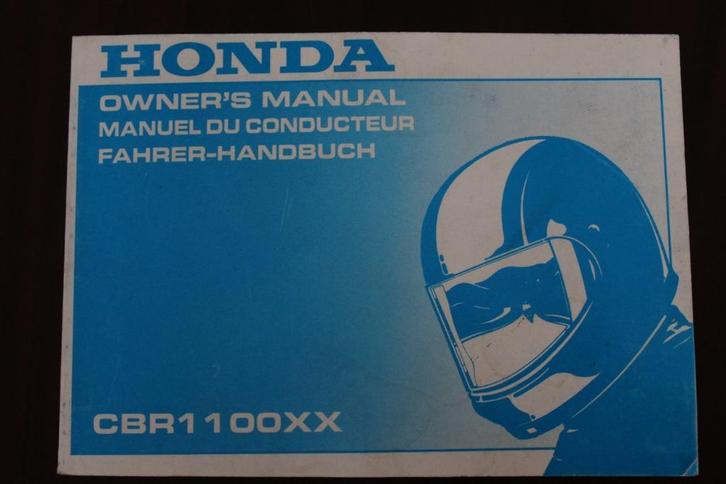 HONDA
OWNER'S MANUAL
MANUEL DU CONDUCTEUR
FAHRER-HANDBUCH
CBR1100XX